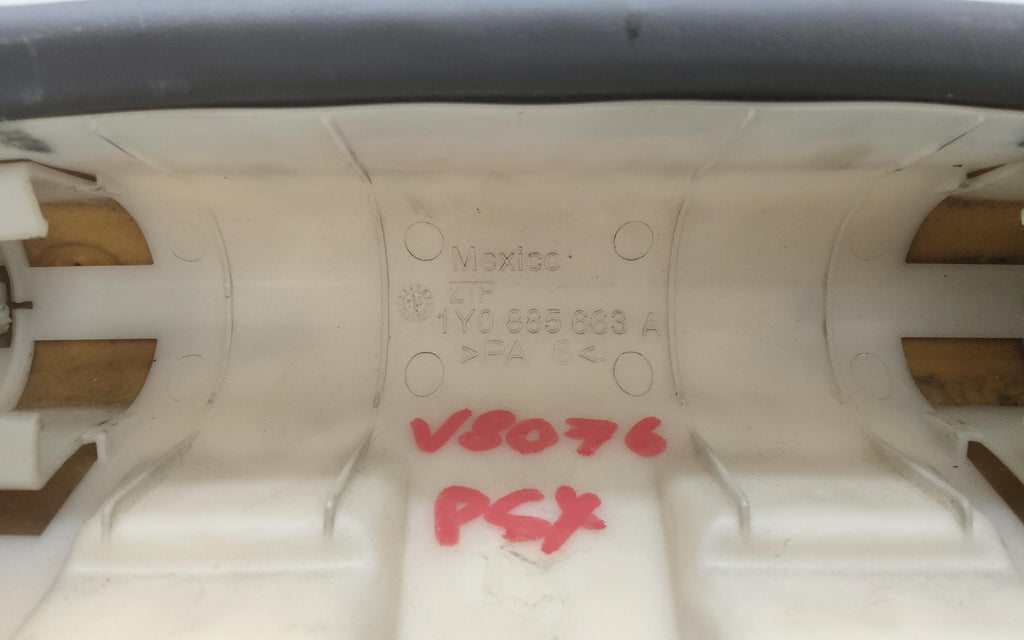 Mexico
ZTP
1Y0 885 663 A
>PA 6<
V8076
PSX